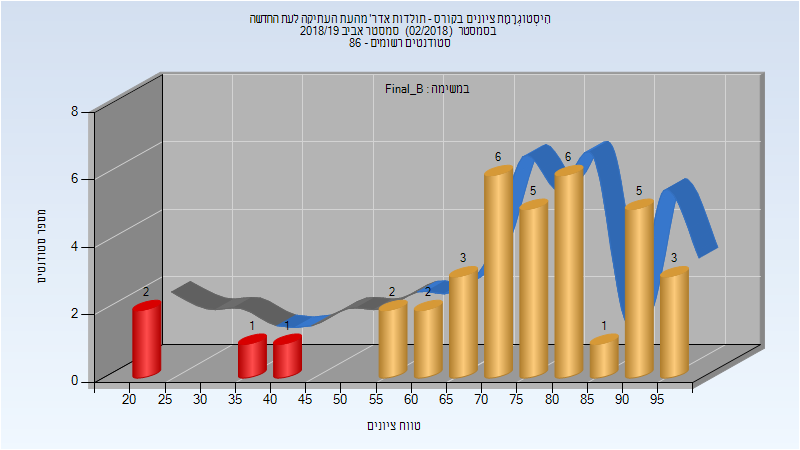 היסטוגרמת ציונים בקורס - תולדות אדר' מהעת העתיקה לעת החדשה
בסמסטר (02/2018) סמסטר אביב 2018/19
סטודנטים רשומים - 86
במשימה : Final_B
מספר סטודנטים
8
6
4
2
0
2
1
1
2
2
3
6
5
6
1
5
3
20 25 30 35 40 45 50 55 60 65 70 75 80 85 90 95
טווח ציונים